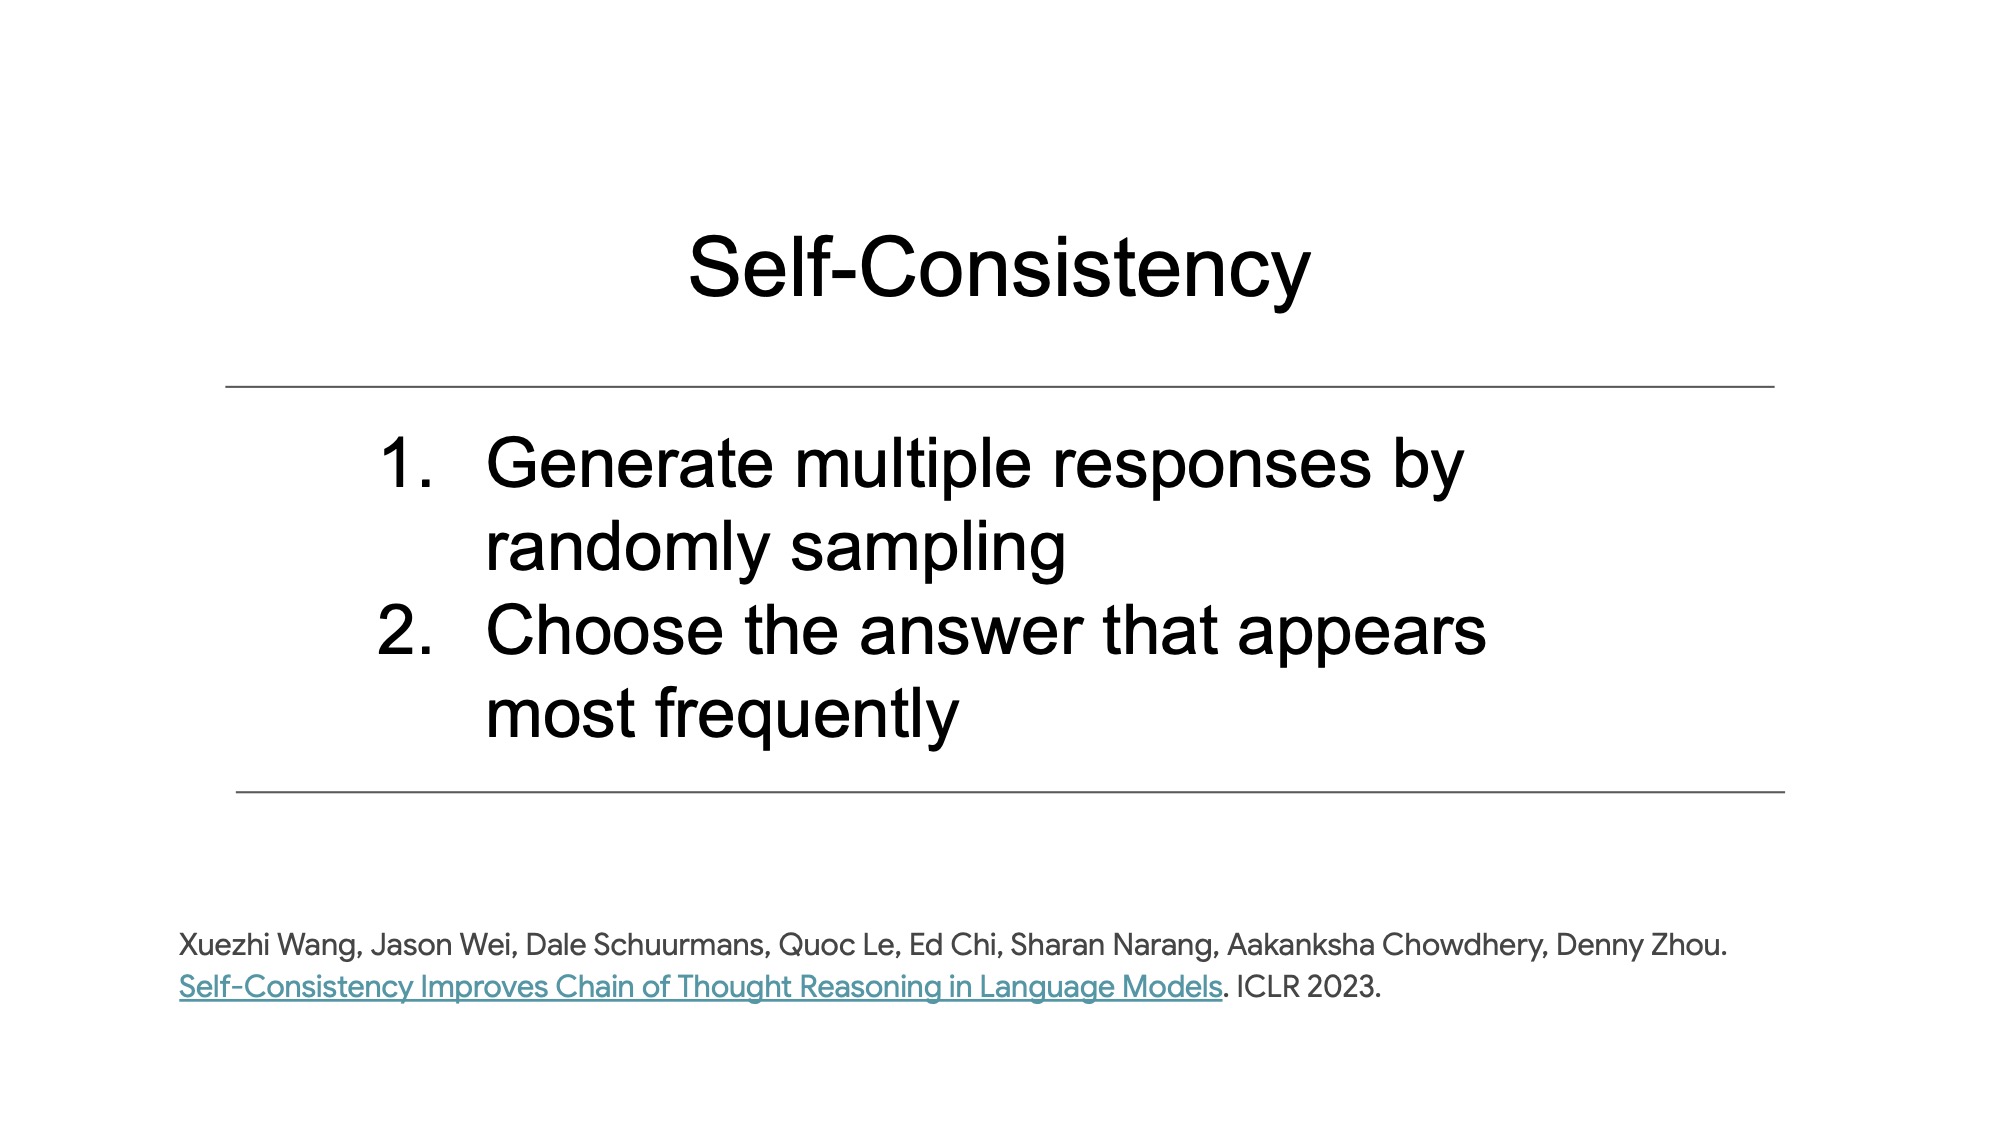 Self-Consistency
1. Generate multiple responses by
randomly sampling
2. Choose the answer that appears
most frequently
Xuezhi Wang, Jason Wei, Dale Schuurmans, Quoc Le, Ed Chi, Sharan Narang, Aakanksha Chowdhery, Denny Zhou.
Self-Consistency Improves Chain of Thought Reasoning in Language Models. ICLR 2023.